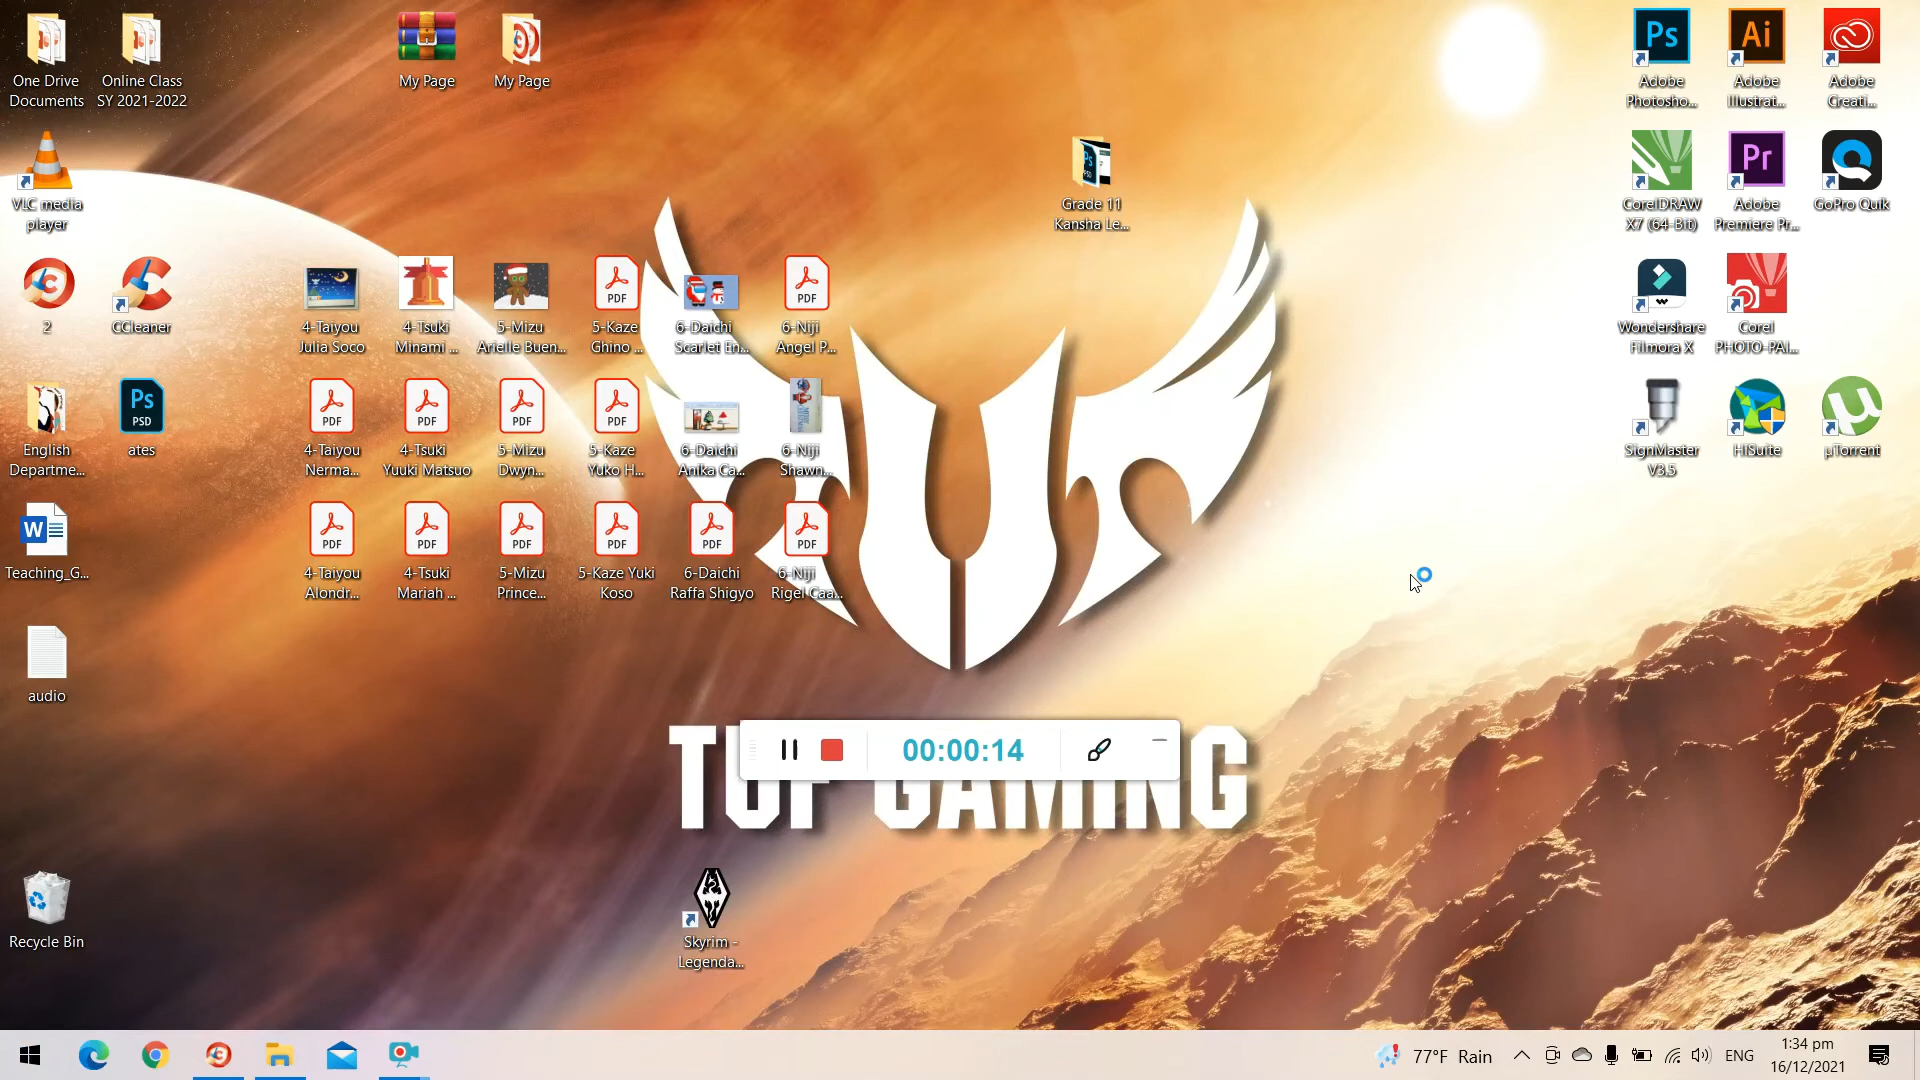 One Drive
Documents
Online Class
SY 2021-2022
My Page
My Page
Ps
Adobe
Photosho...
Ai
Adobe
Illustrat...
Adobe
Creati...
VLC media
player
Grade 11
Kansha Le...
CorelDRAW
X7 (64-Bit)
Pr
Adobe
Premiere Pr...
GoPro Quik
2
CCleaner
4-Taiyou
Julia Soco
4-Tsuki
Minami ...
5-Mizu
Arielle Buen...
PDF
5-Kaze
Ghino ...
6-Daichi
Scarlet En...
PDF
6-Niji
Angel P...
Wondershare
Filmora X
Corel
PHOTO-PAI...
English
Departme...
Ps
PSD
ates
PDF
4-Taiyou
Nerma...
PDF
4-Tsuki
Yuuki Matsuo
PDF
5-Mizu
Dwyn...
PDF
5-Kaze
Yuko H...
6-Daichi
Anika Ca...
6-Niji
Shawn...
SignMaster
V3.5
HiSuite
µTorrent
W
Teaching_G...
PDF
4-Taiyou
Alondr...
PDF
4-Tsuki
Mariah ...
PDF
5-Mizu
Prince...
PDF
5-Kaze Yuki
Koso
PDF
6-Daichi
Raffa Shigyo
PDF
6-Niji
Rigel Caa...
audio
00:00:14
TUF GAMING
Recycle Bin
Skyrim -
Legenda...
77°F Rain
ENG
1:34 pm
16/12/2021